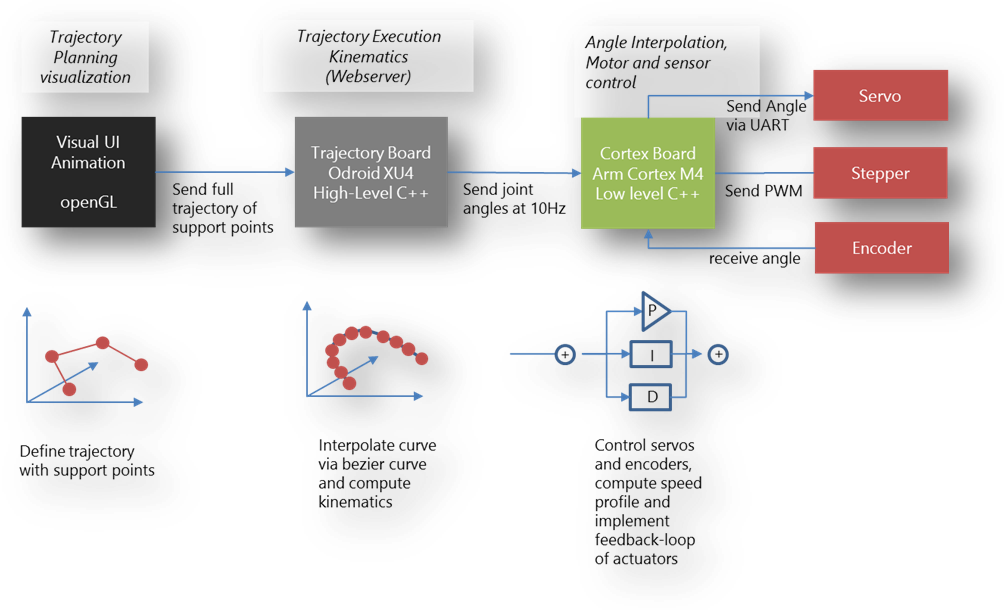 Trajectory
Planning
visualization
Trajectory Execution
Kinematics
(Webserver)
Angle Interpolation,
Motor and sensor
control
Visual UI
Animation
openGL
Send full
trajectory of
support points
Trajectory Board
Odroid XU4
High-Level C++
Send joint
angles at 10Hz
Cortex Board
Arm Cortex M4
Low level C++
Send Angle
via UART
Servo
Send PWM
Stepper
receive angle
Encoder
Define trajectory
with support points
Interpolate curve
via bezier curve
and compute
kinematics
+
P
I
D
+
Control servos
and encoders,
compute speed
profile and
implement
feedback-loop
of actuators